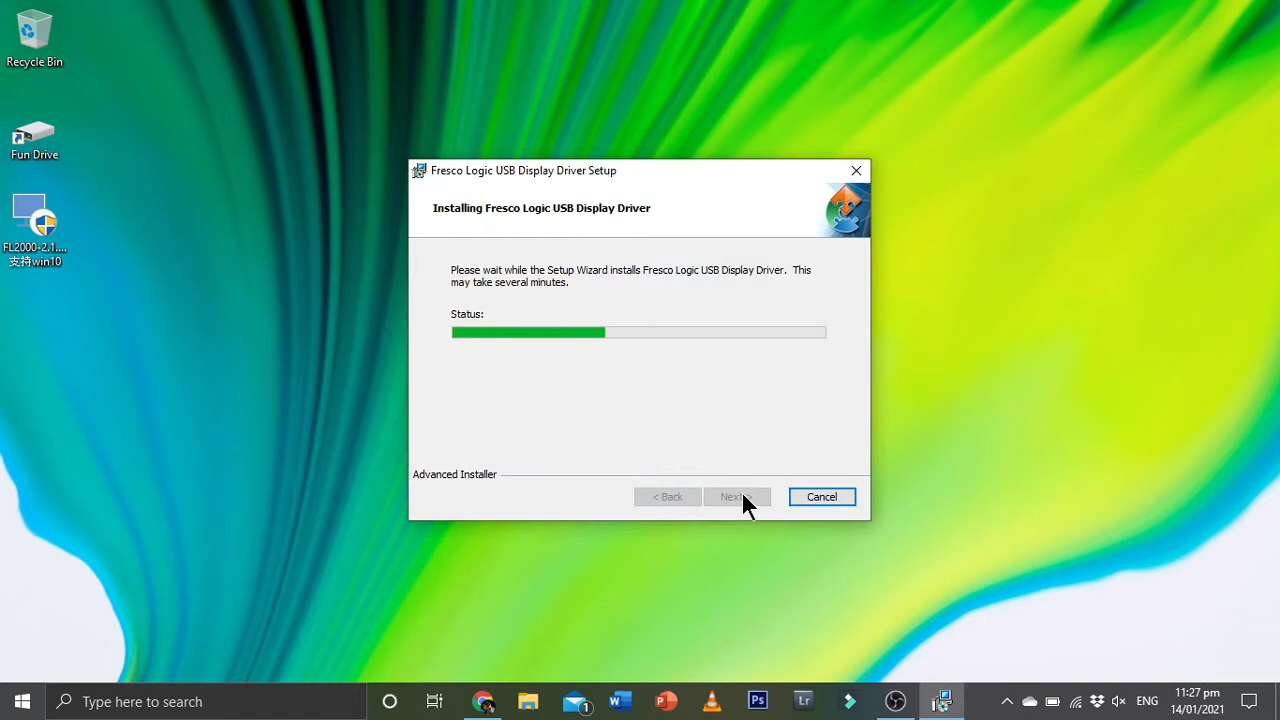 Recycle Bin
Fun Drive
FL2000-2.1....
支持win10
Fresco Logic USB Display Driver Setup
Installing Fresco Logic USB Display Driver
Please wait while the Setup Wizard installs Fresco Logic USB Display Driver. This
may take several minutes.
Status:
Advanced Installer
< Back
Next >
Cancel
Type here to search
1
W
P
Ps
Lr
ENG
11:27 pm
14/01/2021